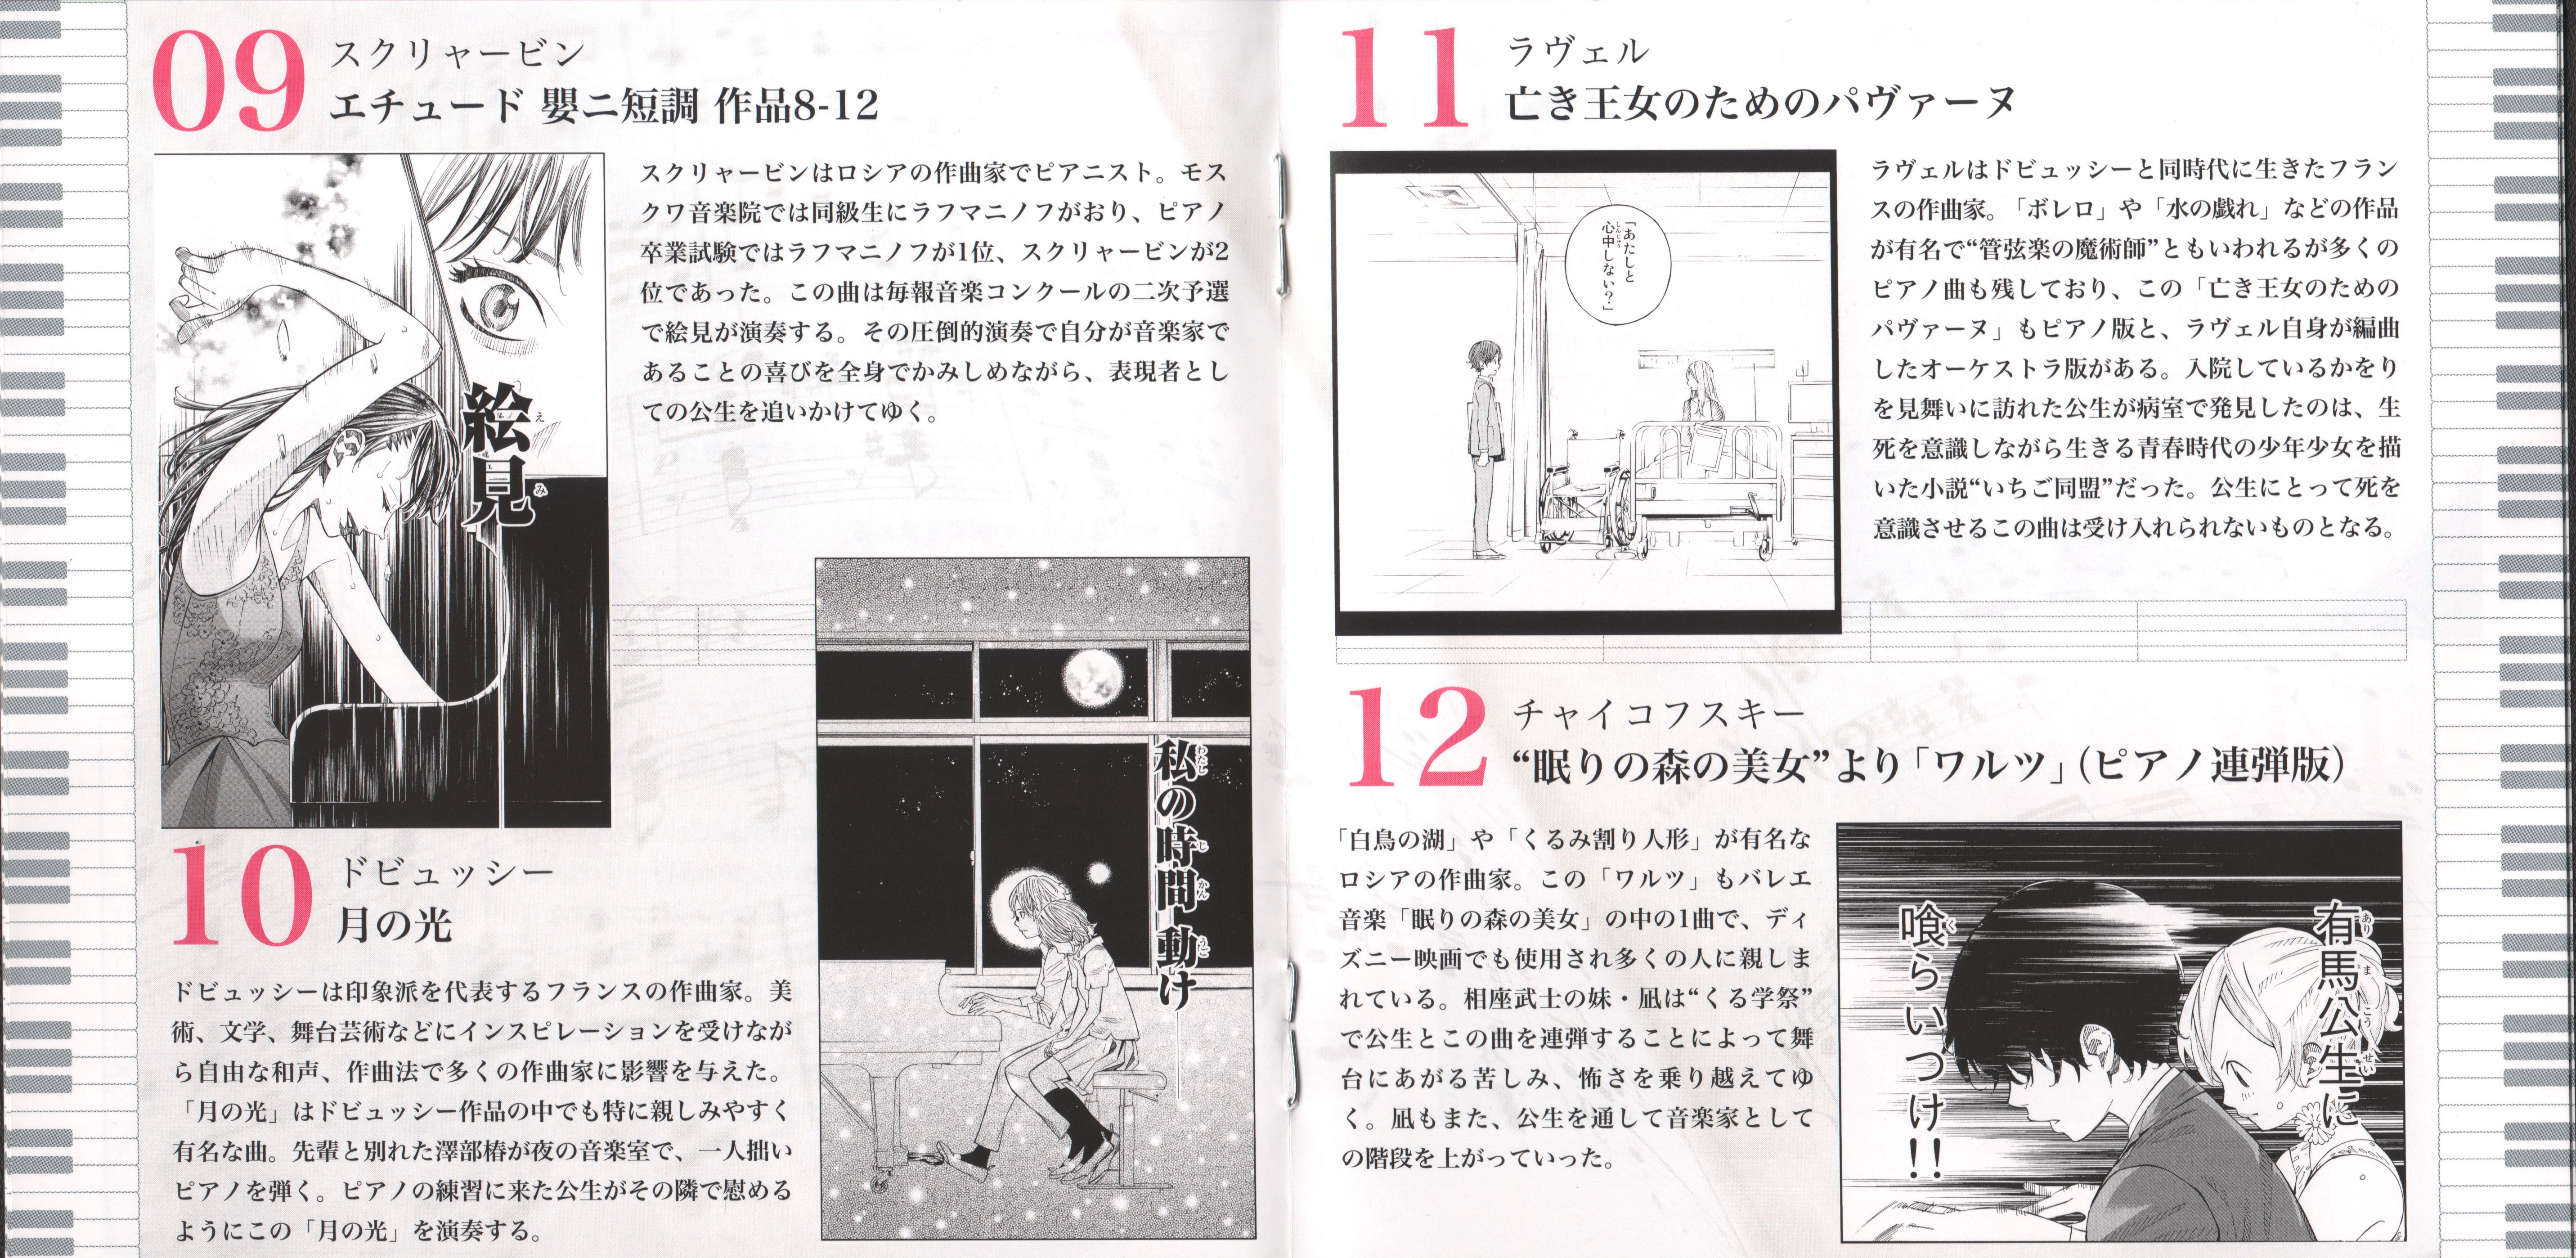 09
スクリャービン
エチュード 嬰ニ短調 作品8-12
スクリャービンはロシアの作曲家でピアニスト。モス
クワ音楽院では同級生にラフマニノフがおり、ピアノ
卒業試験ではラフマニノフが1位、スクリャービンが2
位であった。この曲は毎報音楽コンクールの二次予選
で絵見が演奏する。その圧倒的演奏で自分が音楽家で
あることの喜びを全身でかみしめながら、表現者とし
ての公生を追いかけてゆく。
絵見
えみ
10
ドビュッシー
月の光
ドビュッシーは印象派を代表するフランスの作曲家。美
術、文学、舞台芸術などにインスピレーションを受けなが
ら自由な和声、作曲法で多くの作曲家に影響を与えた。
「月の光」はドビュッシー作品の中でも特に親しみやすく
有名な曲。先輩と別れた澤部椿が夜の音楽室で、一人拙い
ピアノを弾く。ピアノの練習に来た公生がその隣で慰める
ようにこの「月の光」を演奏する。
私の時間 動け
わたし じ かん うご
11
ラヴェル
亡き王女のためのパヴァーヌ
「あたしと
心中しない?」
しんじゅう
ラヴェルはドビュッシーと同時代に生きたフラン
スの作曲家。「ボレロ」や「水の戯れ」などの作品
が有名で“管弦楽の魔術師”ともいわれるが多くの
ピアノ曲も残しており、この「亡き王女のための
パヴァーヌ」もピアノ版と、ラヴェル自身が編曲
したオーケストラ版がある。入院しているかをり
を見舞いに訪れた公生が病室で発見したのは、生
死を意識しながら生きる青春時代の少年少女を描
いた小説“いちご同盟”だった。公生にとって死を
意識させるこの曲は受け入れられないものとなる。
12
チャイコフスキー
“眠りの森の美女”より「ワルツ」（ピアノ連弾版）
「白鳥の湖」や「くるみ割り人形」が有名な
ロシアの作曲家。この「ワルツ」もバレエ
音楽「眠りの森の美女」の中の1曲で、ディ
ズニー映画でも使用され多くの人に親しま
れている。相座武士の妹・凪は“くる学祭”
で公生とこの曲を連弾することによって舞
台にあがる苦しみ、怖さを乗り越えてゆ
く。凪もまた、公生を通して音楽家として
の階段を上がっていった。
有馬公生に
ありまこうせい
喰らいつけ!!
く